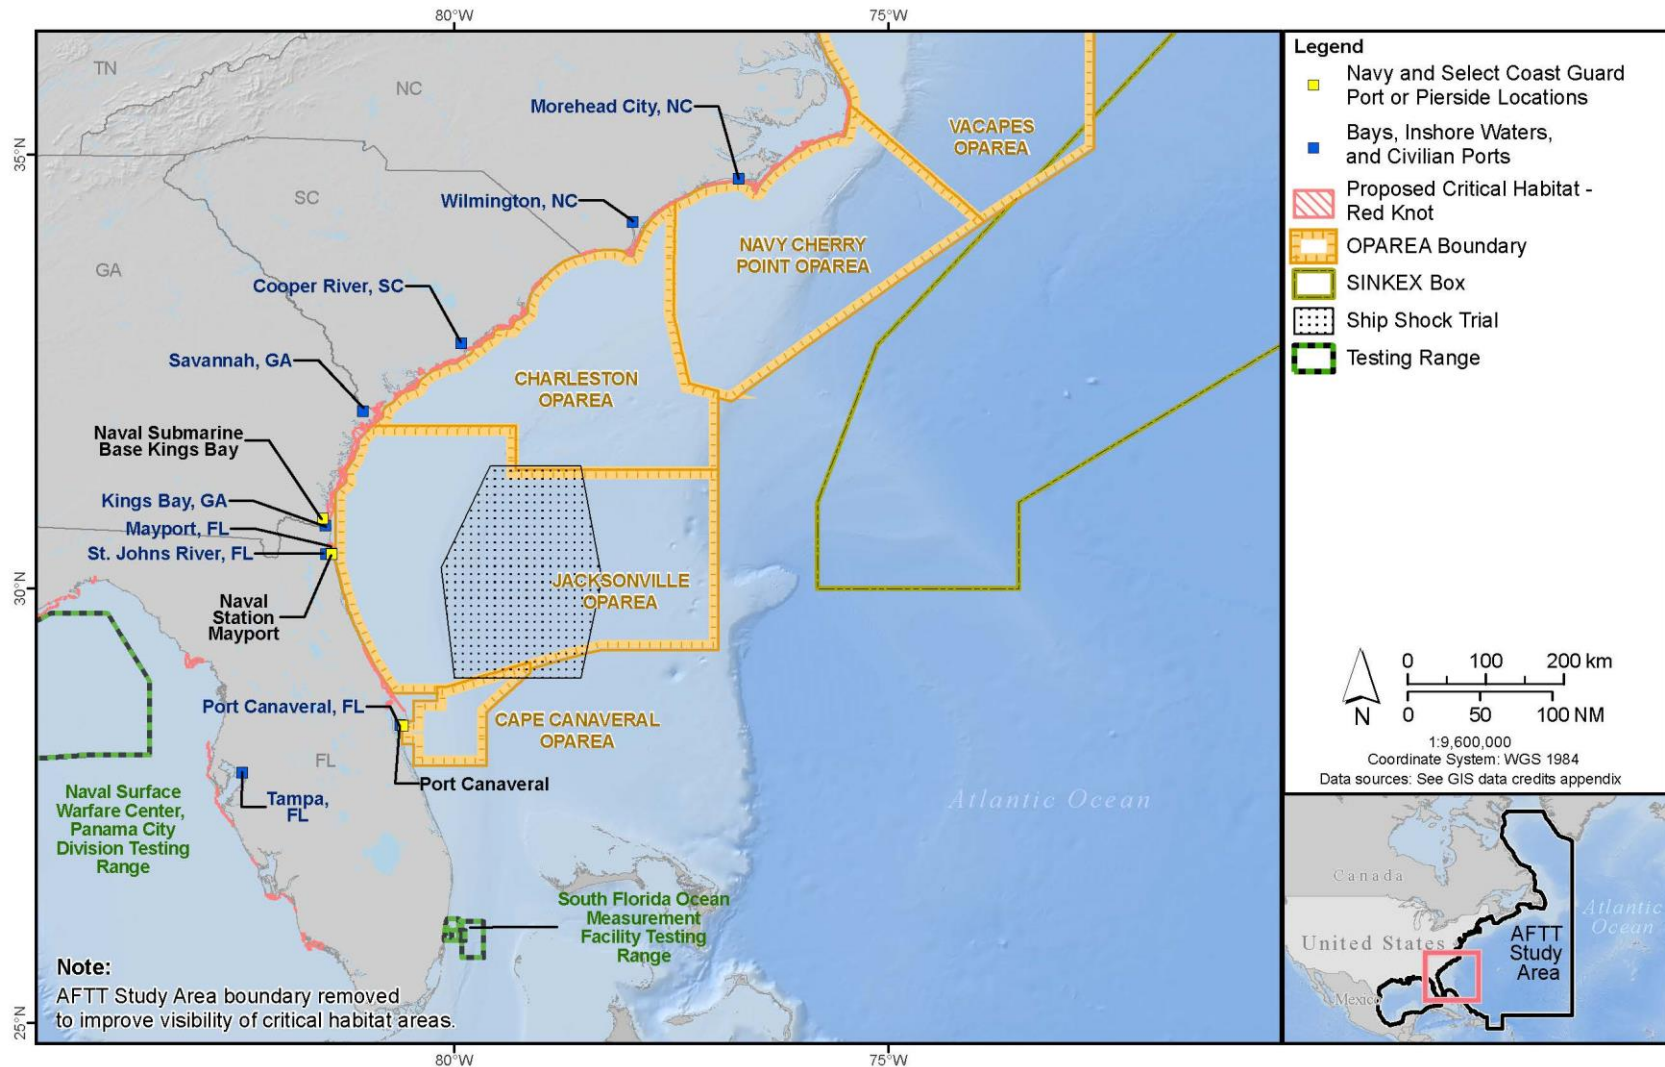 80°W
75°W
TN
NC
Morehead City, NC
VACAPES
OPAREA
35°N
35°N
SC
Wilmington, NC
NAVY CHERRY
POINT OPAREA
GA
Cooper River, SC
Savannah, GA
CHARLESTON
OPAREA
Naval Submarine
Base Kings Bay
Kings Bay, GA
Mayport, FL
St. Johns River, FL
30°N
Naval
Station
Mayport
JACKSONVILLE
OPAREA
Port Canaveral, FL
CAPE CANAVERAL
OPAREA
FL
Port Canaveral
Naval Surface
Warfare Center,
Panama City
Division Testing
Range
Tampa,
FL
Atlantic Ocean
South Florida Ocean
Measurement
Facility Testing
Range
Note:
AFTT Study Area boundary removed
to improve visibility of critical habitat areas.
25°N
80°W
75°W
Legend
Navy and Select Coast Guard
Port or Pierside Locations
Bays, Inshore Waters,
and Civilian Ports
Proposed Critical Habitat -
Red Knot
OPAREA Boundary
SINKEX Box
Ship Shock Trial
Testing Range
N
0 100 200 km
0 50 100 NM
1:9,600,000
Coordinate System: WGS 1984
Data sources: See GIS data credits appendix
Canada
United States
Mexico
Atlantic
Ocean
AFTT
Study
Area